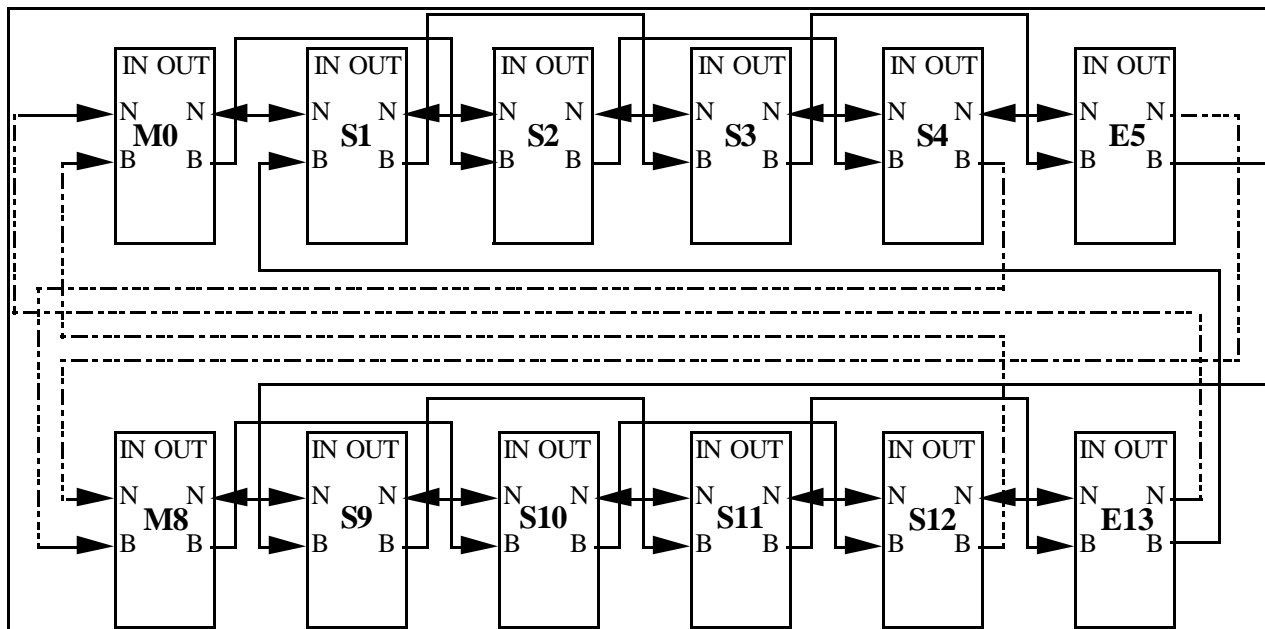 IN OUT IN OUT IN OUT IN OUT IN OUT IN OUT
N N N N N N N N N N N N
M0 S1 S2 S3 S4 E5
B B B B B B B B B B B B
IN OUT IN OUT IN OUT IN OUT IN OUT IN OUT
N N N N N N N N N N N N
M8 S9 S10 S11 S12 E13
B B B B B B B B B B B B